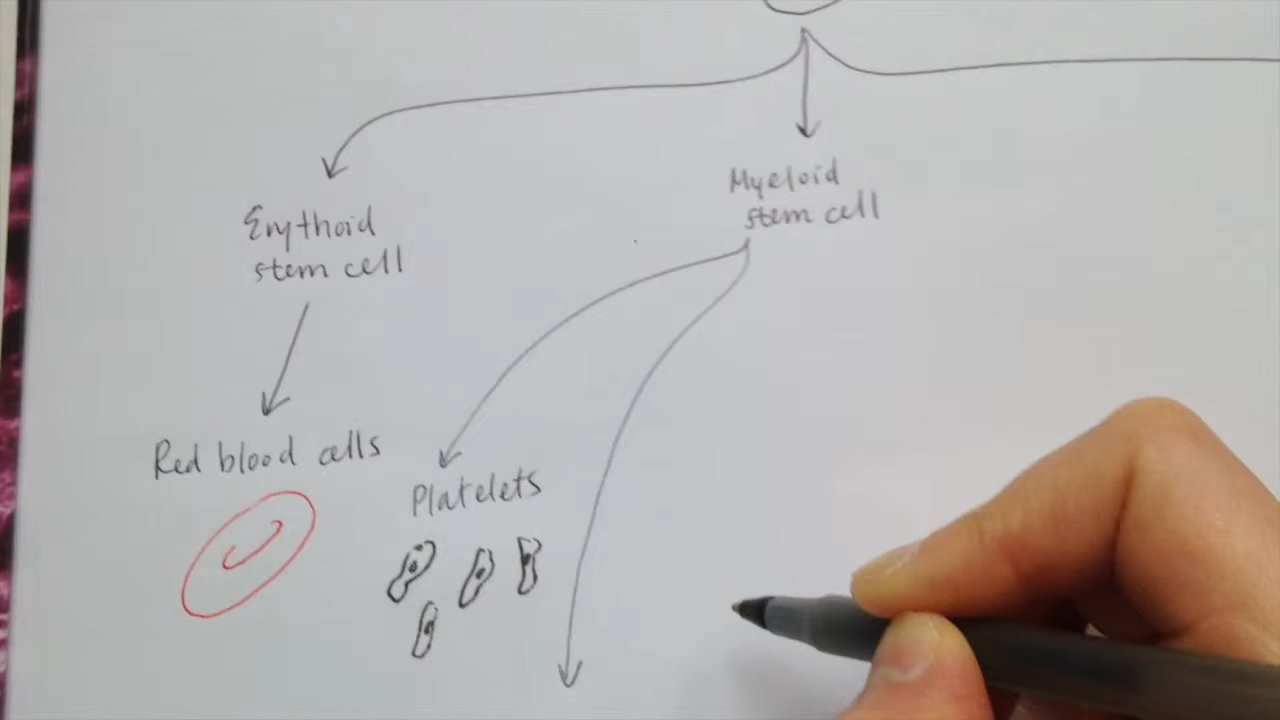 Myeloid
stem cell
Erythoid
stem cell
Red blood cells
Platelets